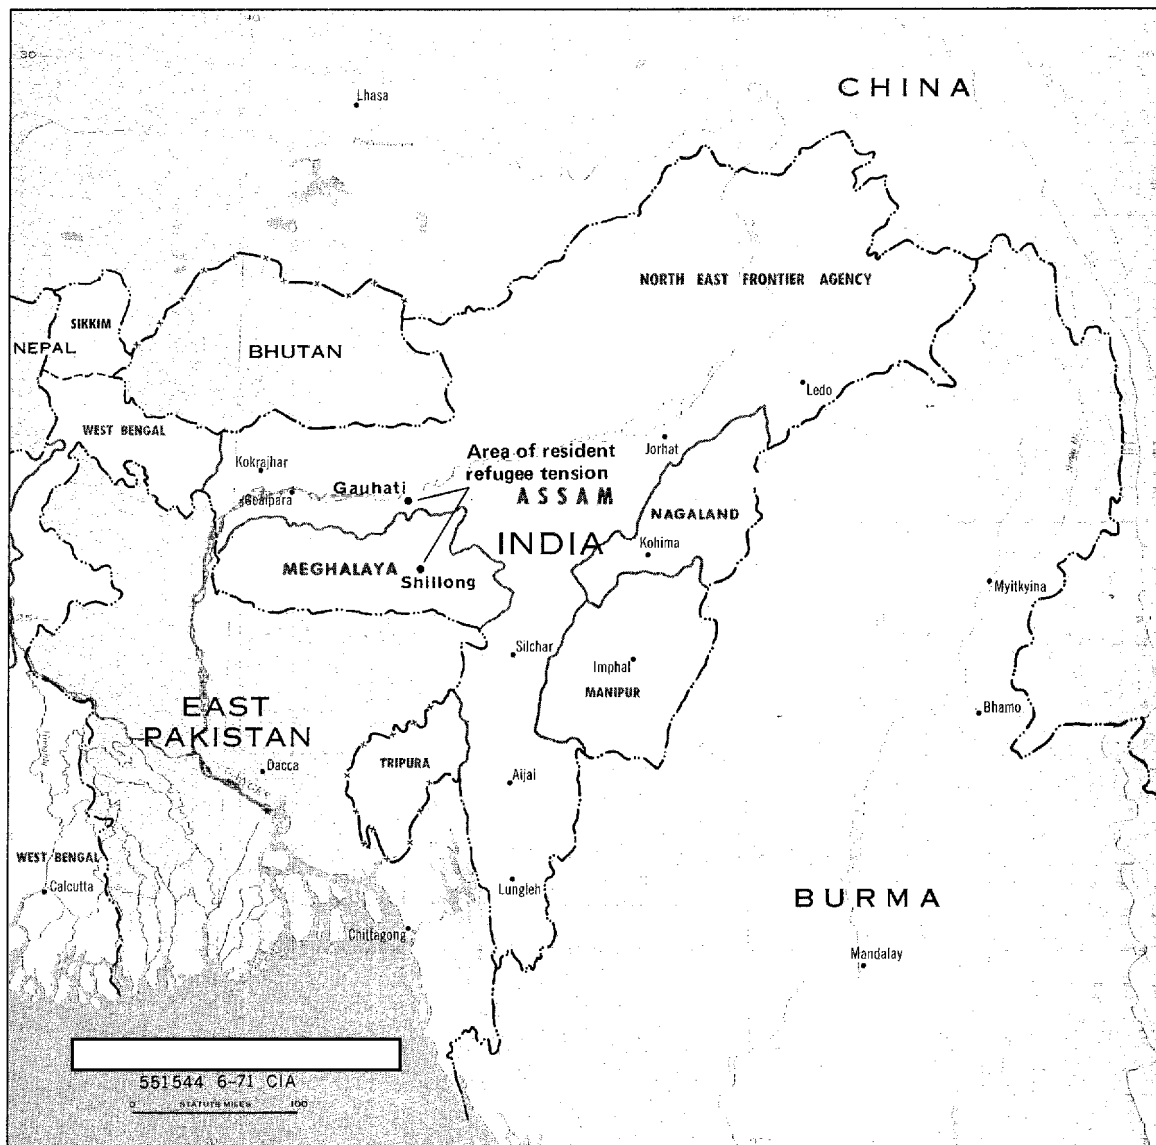 30
Lhasa
CHINA
NORTH EAST FRONTIER AGENCY
SIKKIM
NEPAL
BHUTAN
Ledo
WEST BENGAL
Jorhat
Area of resident
refugee tension
Kokrajhar
Goalpara
Gauhati
ASSAM
NAGALAND
INDIA
Kohima
MEGHALAYA
Shillong
Myitkyina
Silchar
Imphal
MANIPUR
EAST
PAKISTAN
Bhamo
Dacca
TRIPURA
Aijal
WEST BENGAL
Calcutta
Lungleh
BURMA
Chittagong
Mandalay
551544 6-71 CIA
0 STATUTE MILES 100